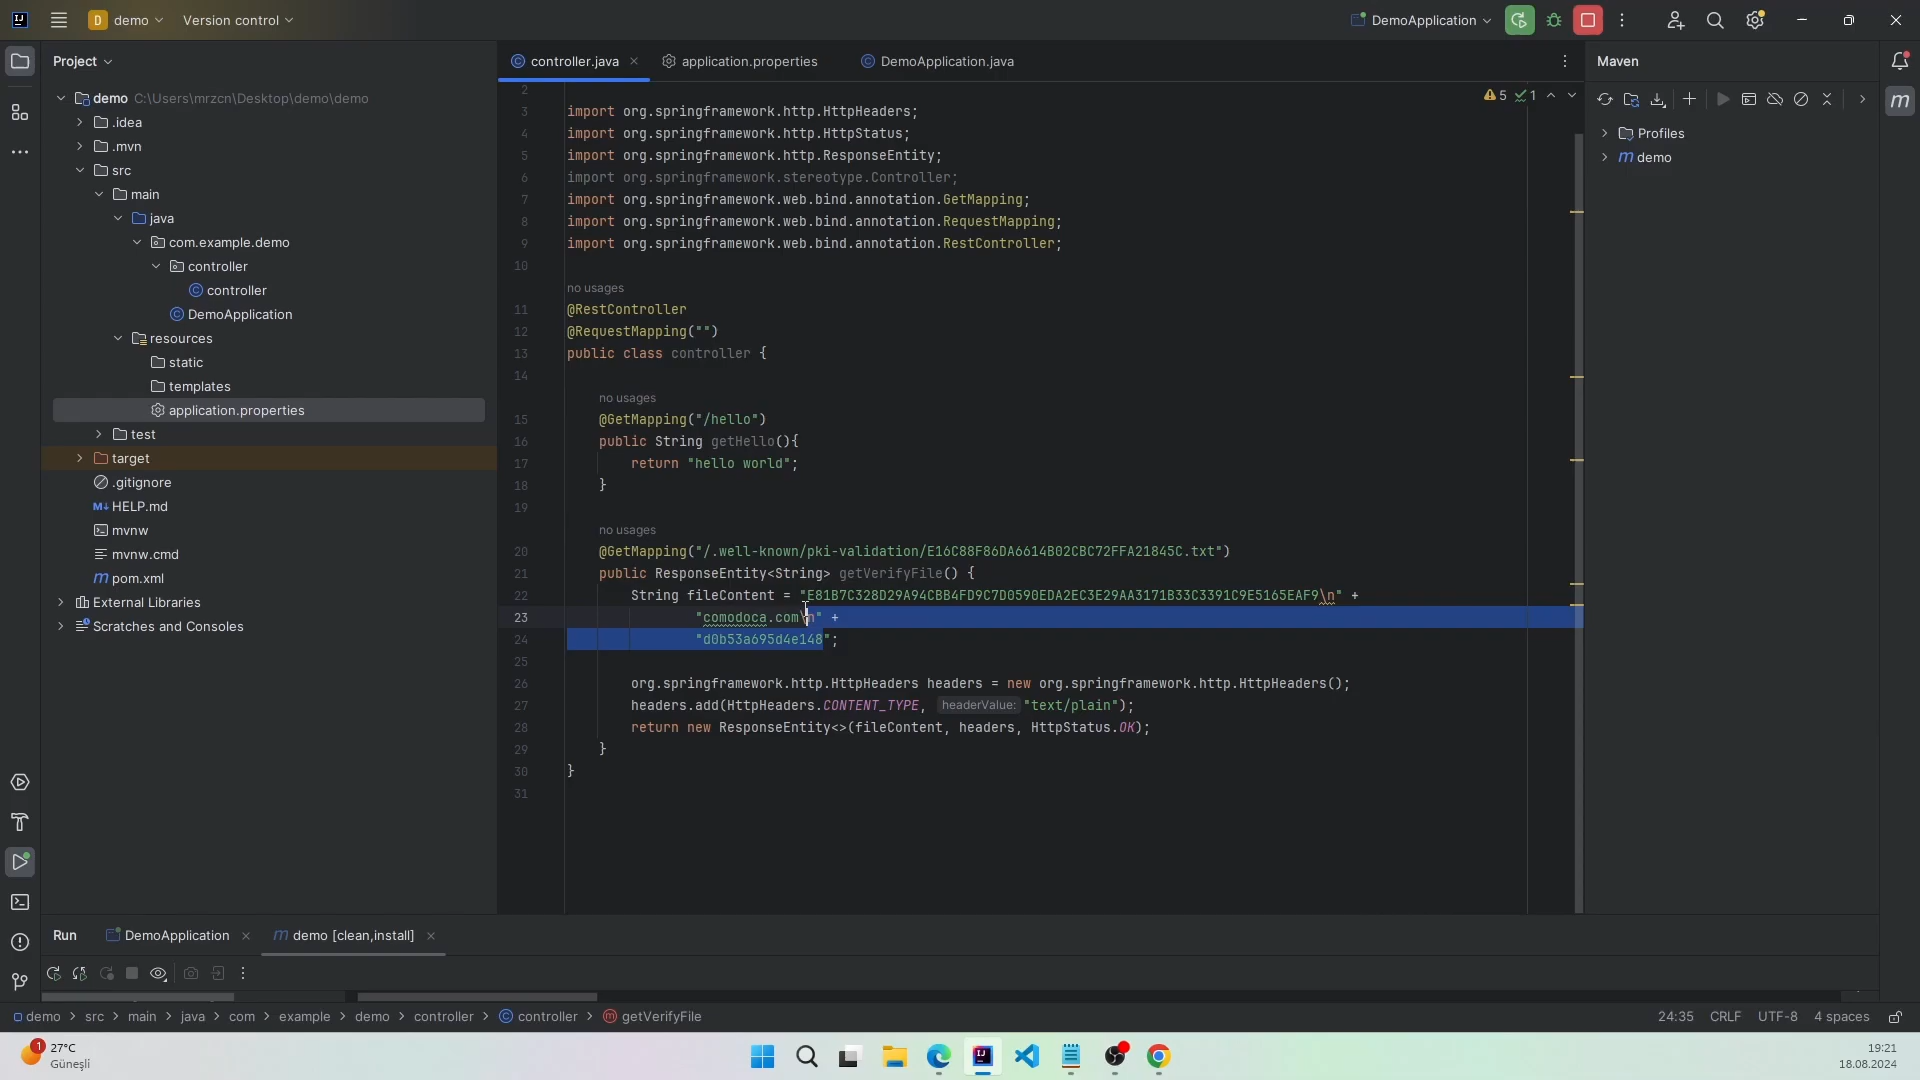 demo
Version control
DemoApplication
Project
controller.java
application.properties
DemoApplication.java
Maven
demo C:\Users\mrzcn\Desktop\demo\demo
.idea
.mvn
src
main
java
com.example.demo
controller
controller
DemoApplication
resources
static
templates
application.properties
test
target
.gitignore
HELP.md
mvnw
mvnw.cmd
pom.xml
External Libraries
Scratches and Consoles
5 1
2
3 import org.springframework.http.HttpHeaders;
4 import org.springframework.http.HttpStatus;
5 import org.springframework.http.ResponseEntity;
6 import org.springframework.stereotype.Controller;
7 import org.springframework.web.bind.annotation.GetMapping;
8 import org.springframework.web.bind.annotation.RequestMapping;
9 import org.springframework.web.bind.annotation.RestController;
10
no usages
11 @RestController
12 @RequestMapping("")
13 public class controller {
14
no usages
15 @GetMapping("/hello")
16 public String getHello(){
17 return "hello world";
18 }
19
no usages
20 @GetMapping("/.well-known/pki-validation/E16C88F86DA6614B02CBC72FFA21845C.txt")
21 public ResponseEntity<String> getVerifyFile() {
22 String fileContent = "E81B7C328D29A94CBB4FD9C7D0590EDA2EC3E29AA3171B33C3391C9E5165EAF9\n" +
23 "comodoca.com\n" +
24 "d0b53a695d4e148";
25
26 org.springframework.http.HttpHeaders headers = new org.springframework.http.HttpHeaders();
27 headers.add(HttpHeaders.CONTENT_TYPE, headerValue: "text/plain");
28 return new ResponseEntity<>(fileContent, headers, HttpStatus.OK);
29 }
30 }
31
Profiles
demo
Run
DemoApplication
demo [clean,install]
demo > src > main > java > com > example > demo > controller > controller > getVerifyFile
24:35 CRLF UTF-8 4 spaces
1
27°C
Güneşli
19:21
18.08.2024